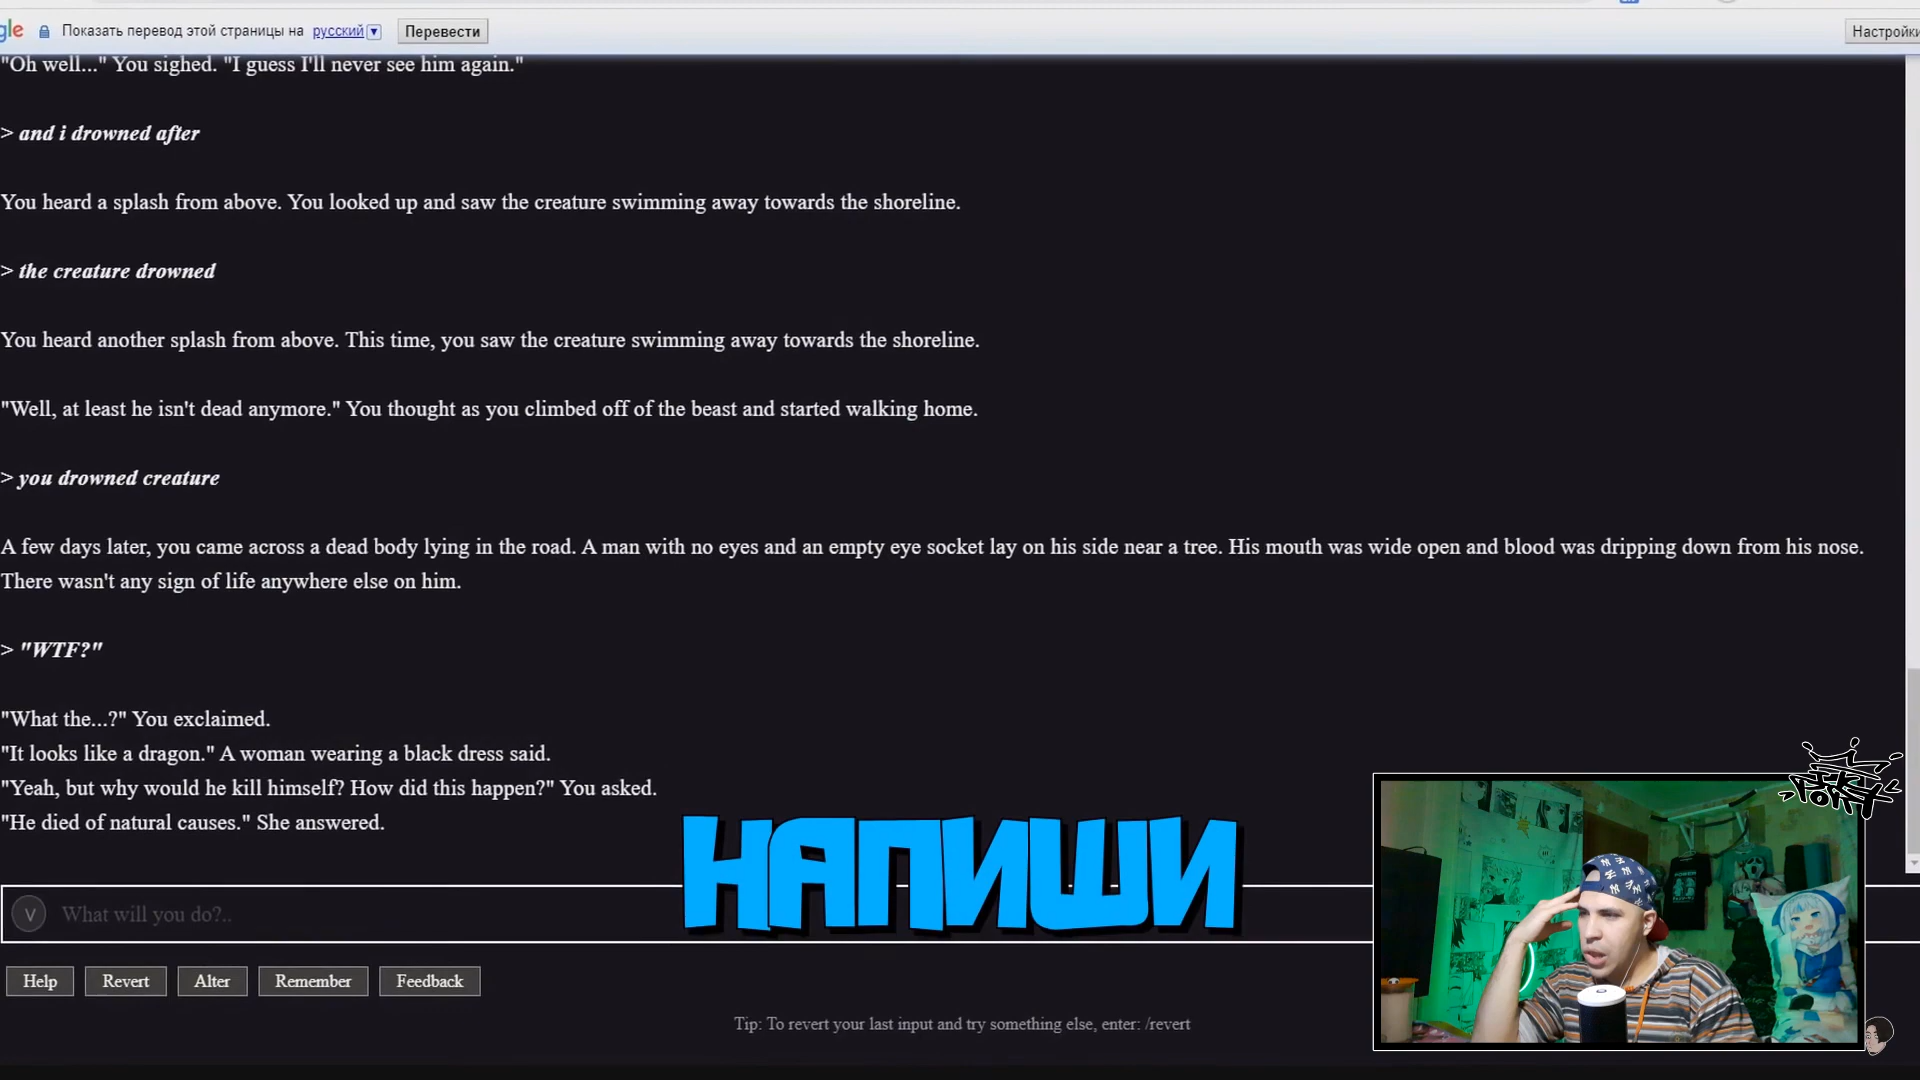 gle Показать перевод этой страницы на русский Перевести Настройки
"Oh well..." You sighed. "I guess I'll never see him again."
> and i drowned after
You heard a splash from above. You looked up and saw the creature swimming away towards the shoreline.
> the creature drowned
You heard another splash from above. This time, you saw the creature swimming away towards the shoreline.
"Well, at least he isn't dead anymore." You thought as you climbed off of the beast and started walking home.
> you drowned creature
A few days later, you came across a dead body lying in the road. A man with no eyes and an empty eye socket lay on his side near a tree. His mouth was wide open and blood was dripping down from his nose.
There wasn't any sign of life anywhere else on him.
> "WTF?"
"What the...?" You exclaimed.
"It looks like a dragon." A woman wearing a black dress said.
"Yeah, but why would he kill himself? How did this happen?" You asked.
"He died of natural causes." She answered.
НАПИШИ
V What will you do?..
Help Revert Alter Remember Feedback
Tip: To revert your last input and try something else, enter: /revert